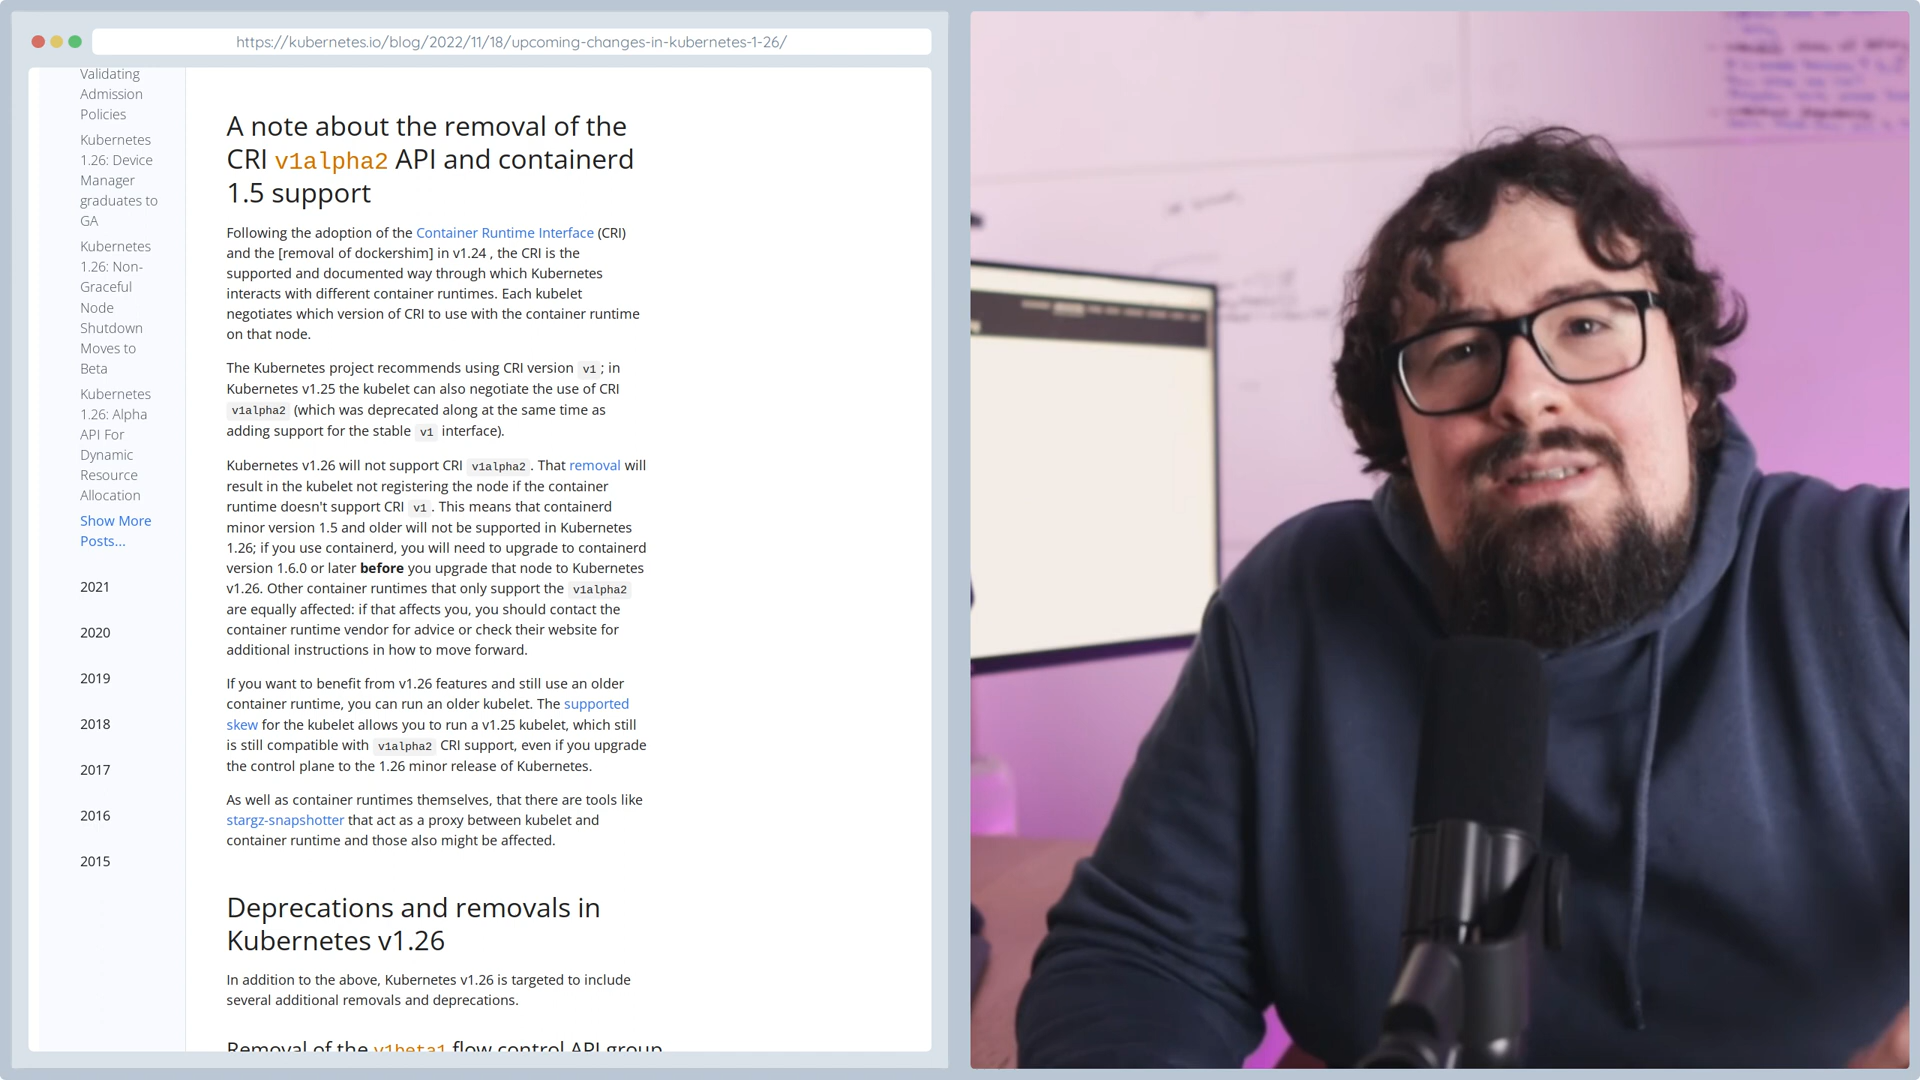 https://kubernetes.io/blog/2022/11/18/upcoming-changes-in-kubernetes-1-26/
Validating
Admission
Policies
Kubernetes
1.26: Device
Manager
graduates to
GA
Kubernetes
1.26: Non-
Graceful
Node
Shutdown
Moves to
Beta
Kubernetes
1.26: Alpha
API For
Dynamic
Resource
Allocation
Show More
Posts...
2021
2020
2019
2018
2017
2016
2015
A note about the removal of the
CRI v1alpha2 API and containerd
1.5 support
Following the adoption of the Container Runtime Interface (CRI)
and the [removal of dockershim] in v1.24 , the CRI is the
supported and documented way through which Kubernetes
interacts with different container runtimes. Each kubelet
negotiates which version of CRI to use with the container runtime
on that node.
The Kubernetes project recommends using CRI version v1 ; in
Kubernetes v1.25 the kubelet can also negotiate the use of CRI
v1alpha2 (which was deprecated along at the same time as
adding support for the stable v1 interface).
Kubernetes v1.26 will not support CRI v1alpha2 . That removal will
result in the kubelet not registering the node if the container
runtime doesn't support CRI v1 . This means that containerd
minor version 1.5 and older will not be supported in Kubernetes
1.26; if you use containerd, you will need to upgrade to containerd
version 1.6.0 or later before you upgrade that node to Kubernetes
v1.26. Other container runtimes that only support the v1alpha2
are equally affected: if that affects you, you should contact the
container runtime vendor for advice or check their website for
additional instructions in how to move forward.
If you want to benefit from v1.26 features and still use an older
container runtime, you can run an older kubelet. The supported
skew for the kubelet allows you to run a v1.25 kubelet, which still
is still compatible with v1alpha2 CRI support, even if you upgrade
the control plane to the 1.26 minor release of Kubernetes.
As well as container runtimes themselves, that there are tools like
stargz-snapshotter that act as a proxy between kubelet and
container runtime and those also might be affected.
Deprecations and removals in
Kubernetes v1.26
In addition to the above, Kubernetes v1.26 is targeted to include
several additional removals and deprecations.
Removal of the v1beta1 flow control API group